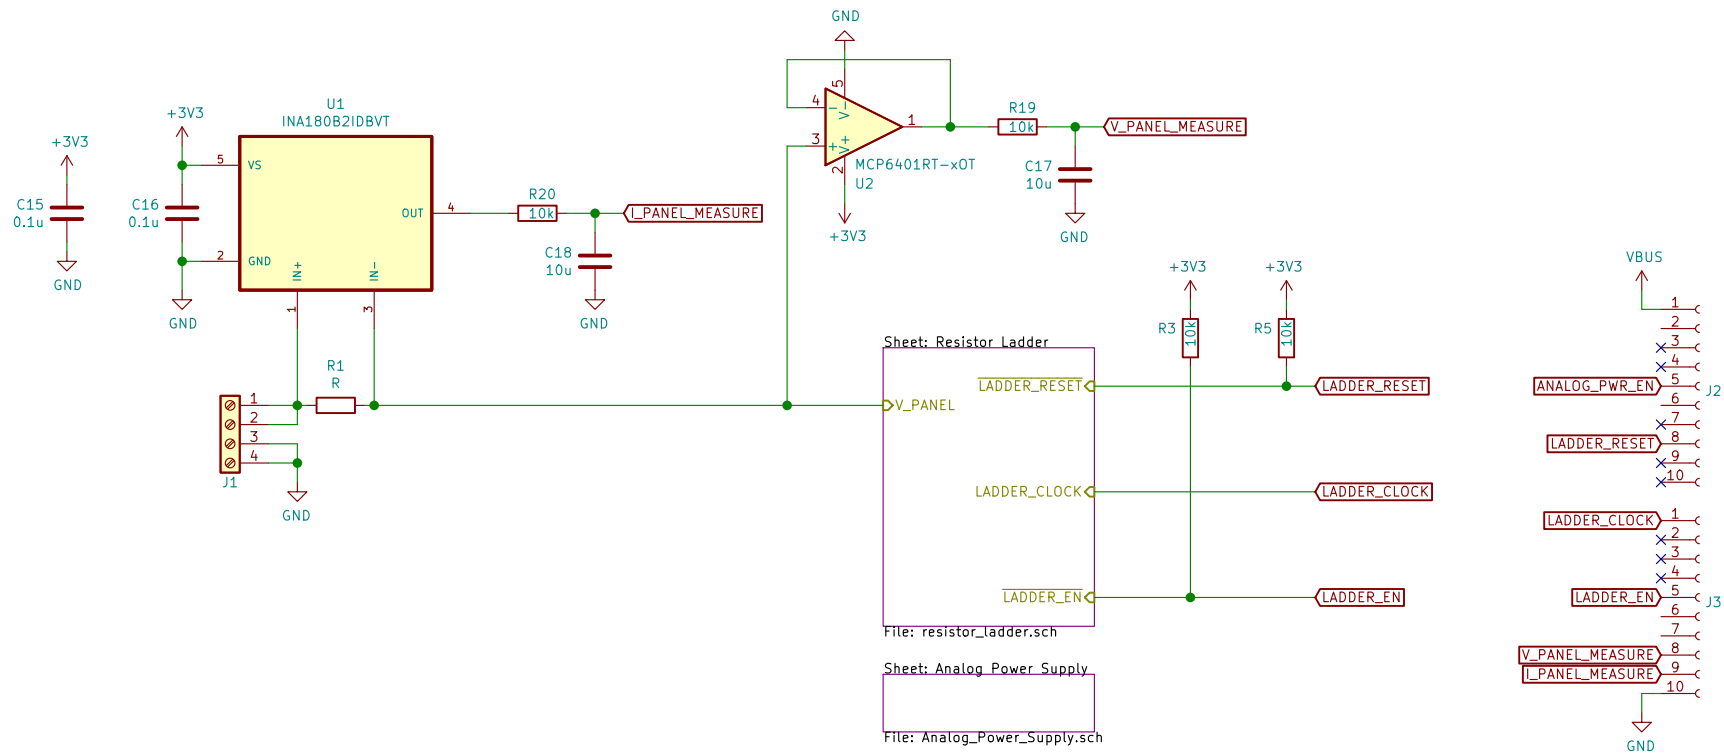 GND
5
V-
4
-
3
+
V+
2
1
MCP6401RT-xOT
U2
+3V3
R19
10k
V_PANEL_MEASURE
C17
10u
GND
+3V3
C15
0.1u
GND
+3V3
C16
0.1u
GND
U1
INA180B2IDBVT
5
VS
2
GND
OUT
4
IN+
1
IN-
3
R20
10k
I_PANEL_MEASURE
C18
10u
GND
R1
R
1
2
3
4
J1
GND
Sheet: Resistor Ladder
LADDER_RESET
V_PANEL
LADDER_CLOCK
LADDER_EN
File: resistor_ladder.sch
+3V3
R3
10k
+3V3
R5
10k
LADDER_RESET
LADDER_CLOCK
LADDER_EN
Sheet: Analog Power Supply
File: Analog_Power_Supply.sch
VBUS
1
2
3
4
ANALOG_PWR_EN
5
J2
6
7
LADDER_RESET
8
9
10
LADDER_CLOCK
1
2
3
4
LADDER_EN
5
J3
6
7
V_PANEL_MEASURE
8
I_PANEL_MEASURE
9
10
GND